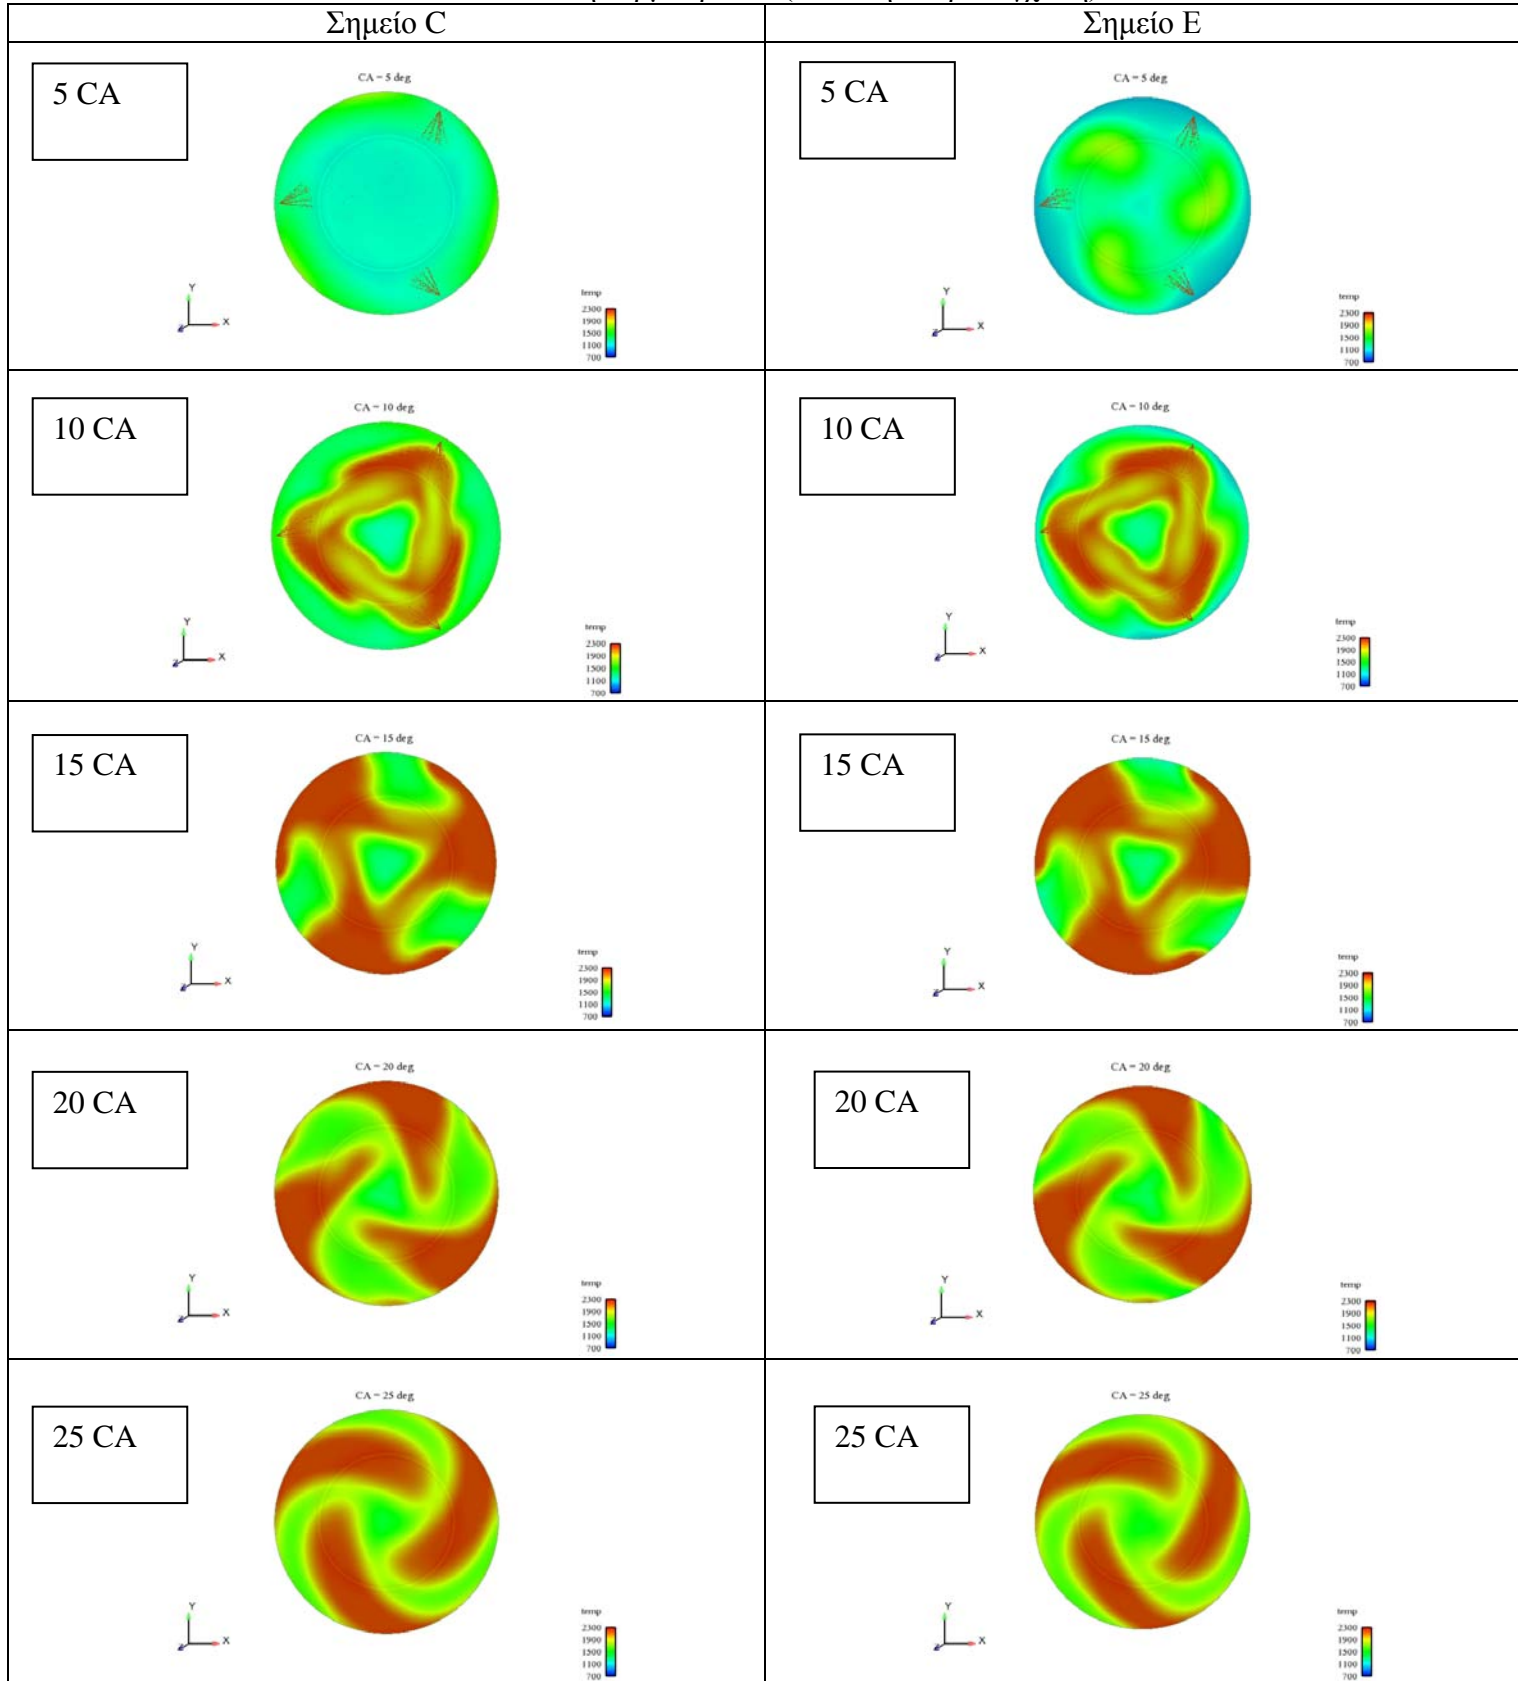 Σημείο C
Σημείο E
5 CA
CA = 5 deg
Y
X
Z
temp
2300
1900
1500
1100
700
5 CA
CA = 5 deg
Y
X
Z
temp
2300
1900
1500
1100
700
10 CA
CA = 10 deg
Y
X
Z
temp
2300
1900
1500
1100
700
10 CA
CA = 10 deg
Y
X
Z
temp
2300
1900
1500
1100
700
15 CA
CA = 15 deg
Y
X
Z
temp
2300
1900
1500
1100
700
15 CA
CA = 15 deg
Y
X
Z
temp
2300
1900
1500
1100
700
20 CA
CA = 20 deg
Y
X
Z
temp
2300
1900
1500
1100
700
20 CA
CA = 20 deg
Y
X
Z
temp
2300
1900
1500
1100
700
25 CA
CA = 25 deg
Y
X
Z
temp
2300
1900
1500
1100
700
25 CA
CA = 25 deg
Y
X
Z
temp
2300
1900
1500
1100
700